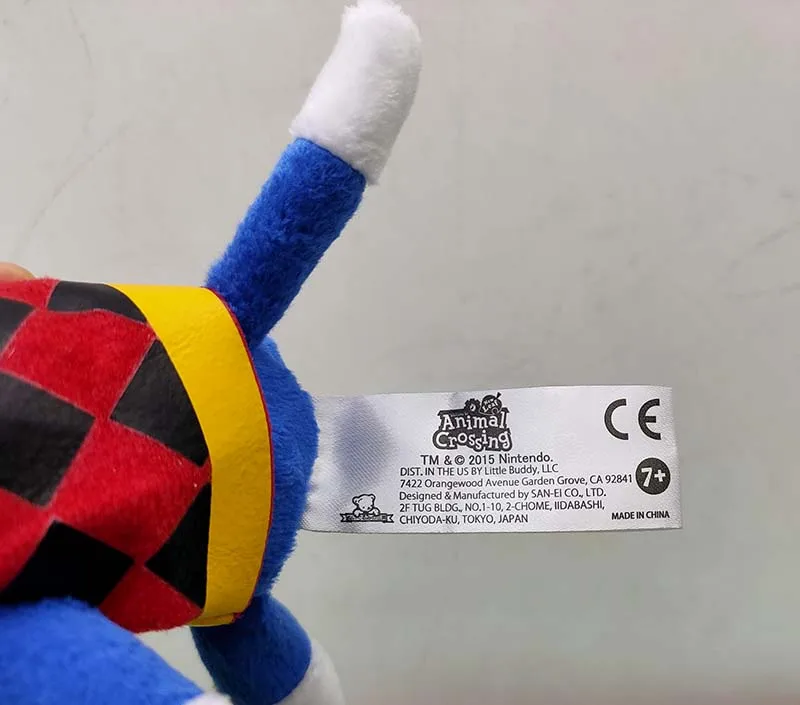 New Leaf
Animal
Crossing
TM & © 2015 Nintendo.
DIST. IN THE US BY Little Buddy, LLC
7422 Orangewood Avenue Garden Grove, CA 92841
Designed & Manufactured by SAN-EI CO., LTD.
2F TUG BLDG., NO.1-10, 2-CHOME, IIDABASHI,
CHIYODA-KU, TOKYO, JAPAN
CE
7+
MADE IN CHINA